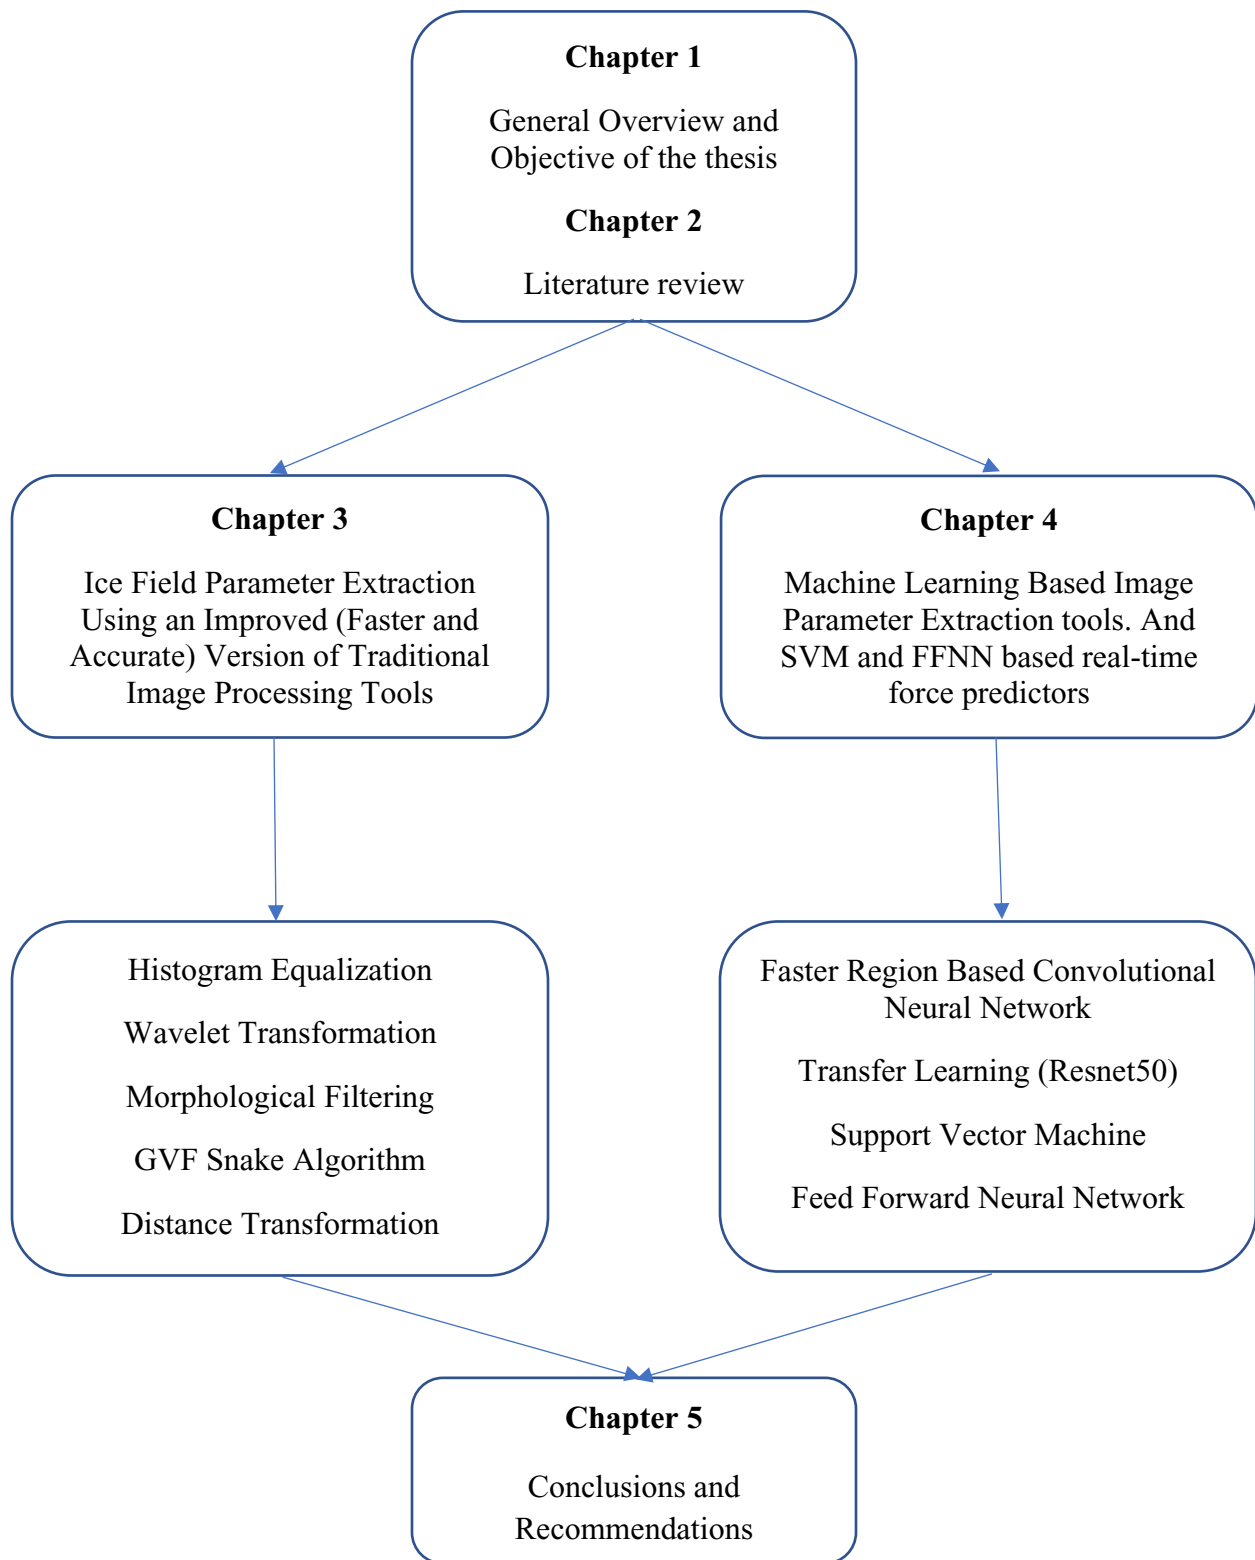 Chapter 1
General Overview and
Objective of the thesis
Chapter 2
Literature review
Chapter 3
Ice Field Parameter Extraction
Using an Improved (Faster and
Accurate) Version of Traditional
Image Processing Tools
Chapter 4
Machine Learning Based Image
Parameter Extraction tools. And
SVM and FFNN based real-time
force predictors
Histogram Equalization
Wavelet Transformation
Morphological Filtering
GVF Snake Algorithm
Distance Transformation
Faster Region Based Convolutional
Neural Network
Transfer Learning (Resnet50)
Support Vector Machine
Feed Forward Neural Network
Chapter 5
Conclusions and
Recommendations